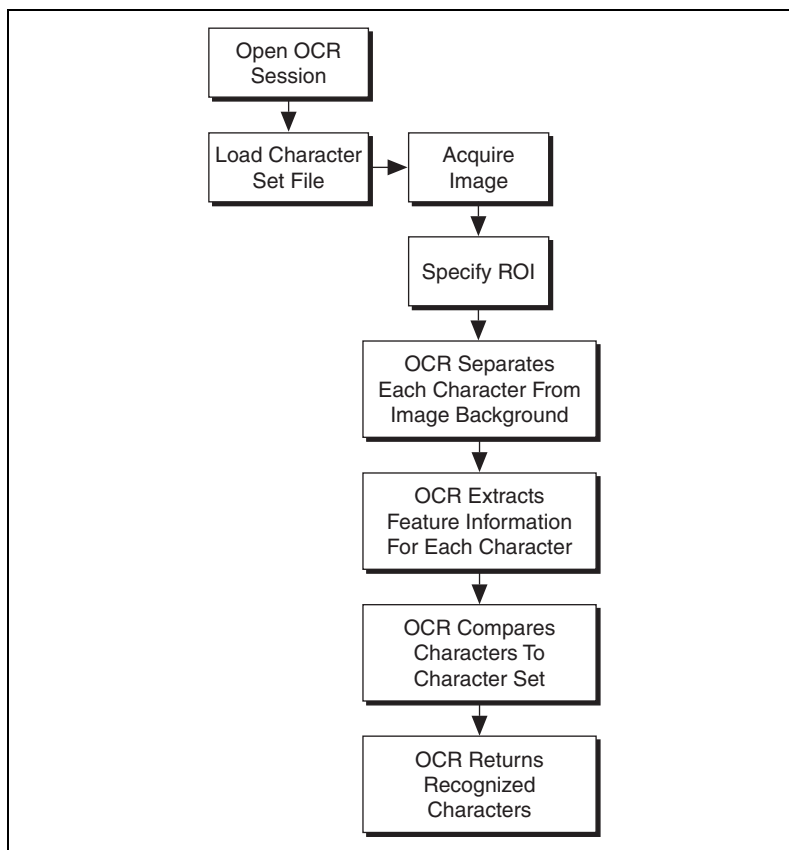 Open OCR
Session
Load Character
Set File
Acquire
Image
Specify ROI
OCR Separates
Each Character From
Image Background
OCR Extracts
Feature Information
For Each Character
OCR Compares
Characters To
Character Set
OCR Returns
Recognized
Characters